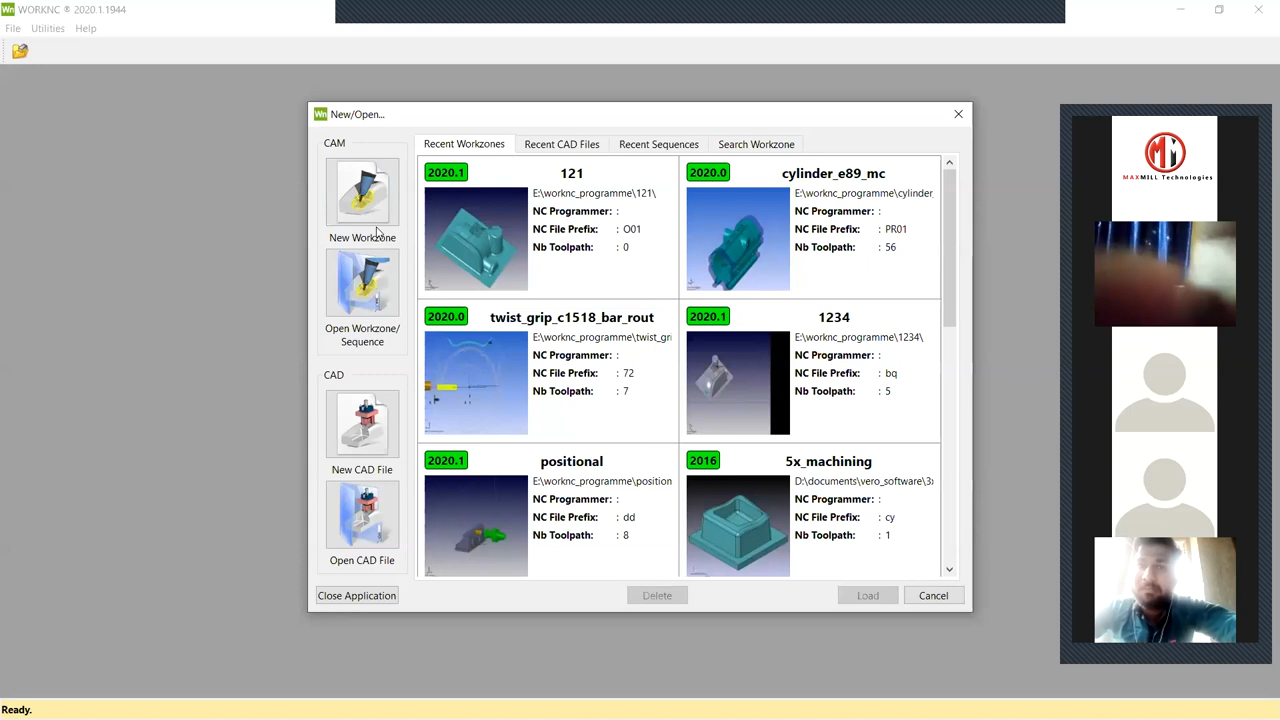 WORKNC ® 2020.1.1944
File Utilities Help
New/Open...
CAM
New Workzone
Open Workzone/
Sequence
CAD
New CAD File
Open CAD File
Recent Workzones Recent CAD Files Recent Sequences Search Workzone
2020.1 121
E:\worknc_programme\121\
NC Programmer: :
NC File Prefix: : O01
Nb Toolpath: : 0
2020.0 cylinder_e89_mc
E:\worknc_programme\cylinder_
NC Programmer: :
NC File Prefix: : PR01
Nb Toolpath: : 56
2020.0 twist_grip_c1518_bar_rout
E:\worknc_programme\twist_gri
NC Programmer: :
NC File Prefix: : 72
Nb Toolpath: : 7
2020.1 1234
E:\worknc_programme\1234\
NC Programmer: :
NC File Prefix: : bq
Nb Toolpath: : 5
2020.1 positional
E:\worknc_programme\position
NC Programmer: :
NC File Prefix: : dd
Nb Toolpath: : 8
2016 5x_machining
D:\documents\vero_software\3x
NC Programmer: :
NC File Prefix: : cy
Nb Toolpath: : 1
Close Application Delete Load Cancel
MAXMILL Technologies
Ready.